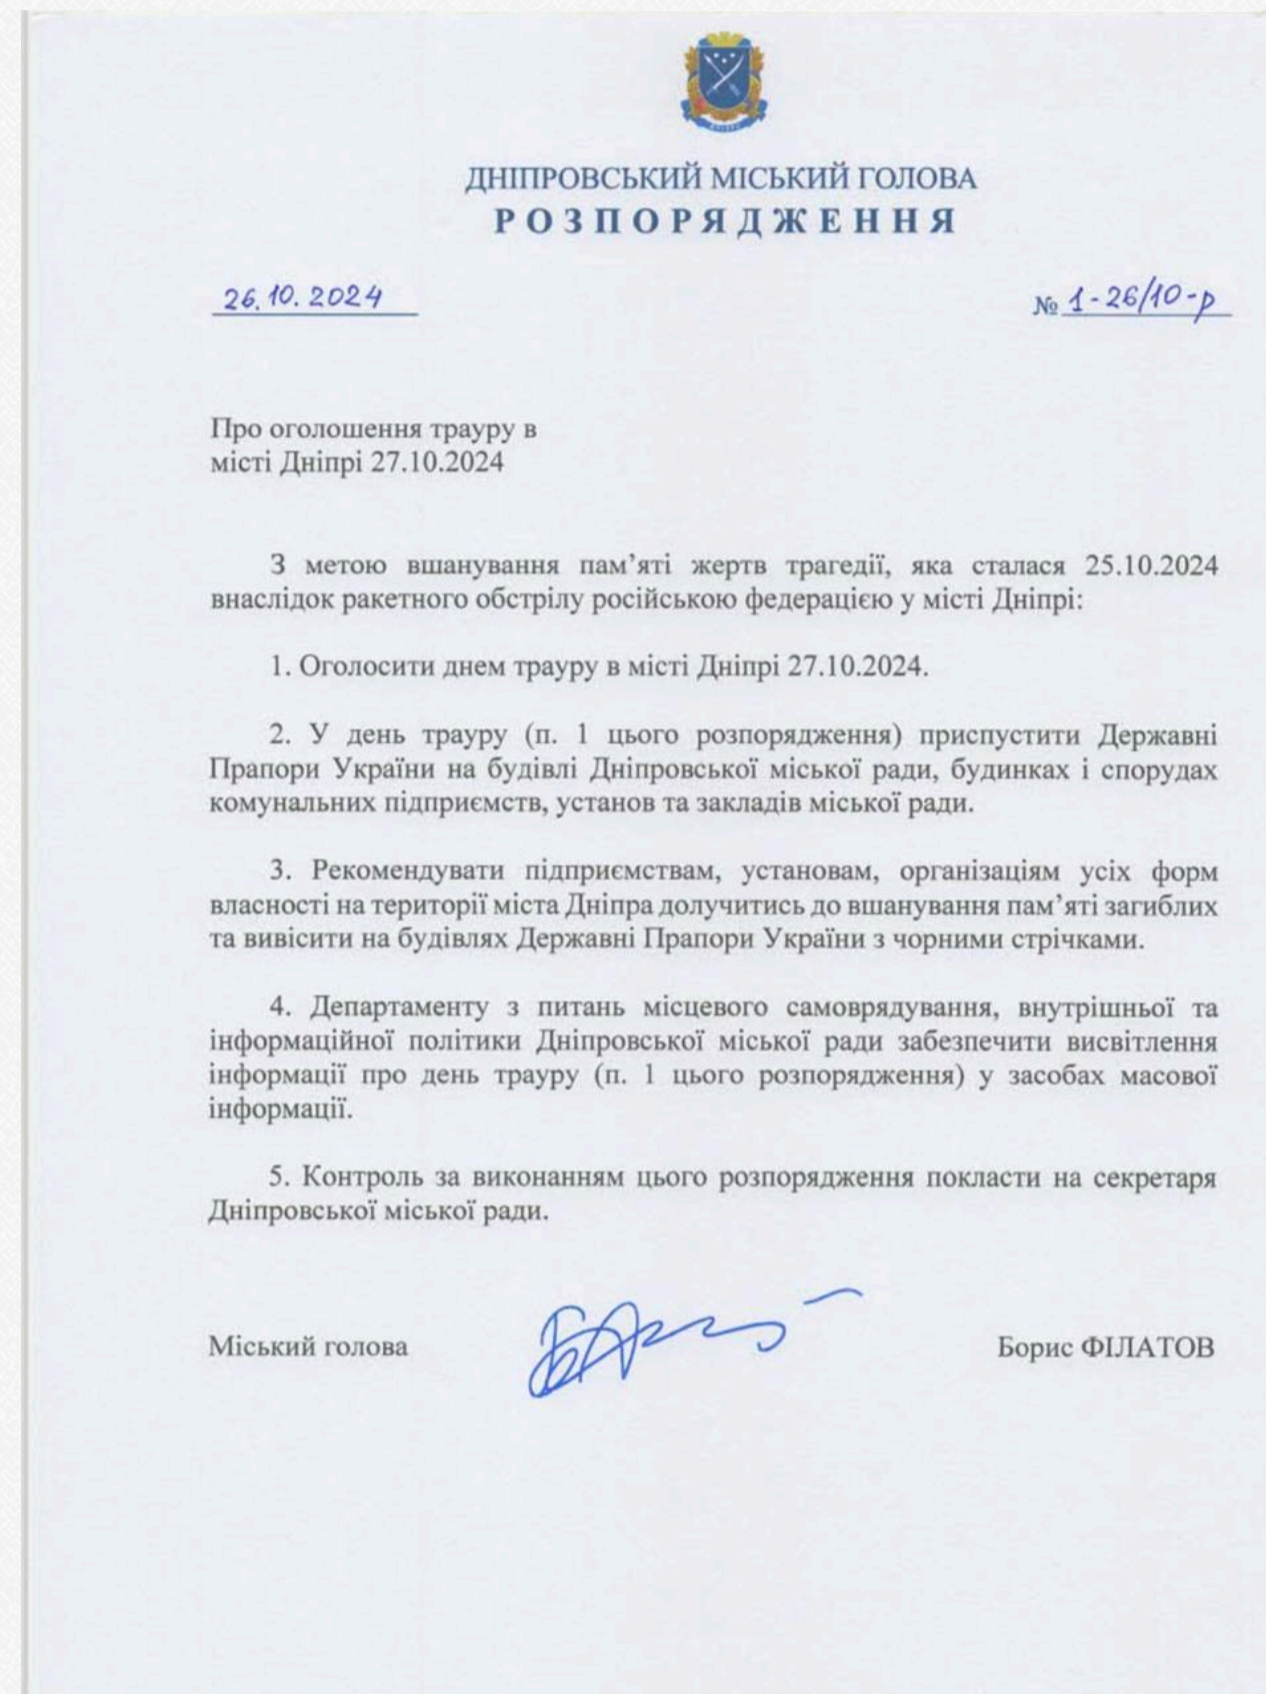 ДНІПРО
ДНІПРОВСЬКИЙ МІСЬКИЙ ГОЛОВА
РОЗПОРЯДЖЕННЯ
26.10.2024
№ 1-26/10-р
Про оголошення трауру в
місті Дніпрі 27.10.2024
З метою вшанування пам’яті жертв трагедії, яка сталася 25.10.2024
внаслідок ракетного обстрілу російською федерацією у місті Дніпрі:
1. Оголосити днем трауру в місті Дніпрі 27.10.2024.
2. У день трауру (п. 1 цього розпорядження) приспустити Державні
Прапори України на будівлі Дніпровської міської ради, будинках і спорудах
комунальних підприємств, установ та закладів міської ради.
3. Рекомендувати підприємствам, установам, організаціям усіх форм
власності на території міста Дніпра долучитись до вшанування пам’яті загиблих
та вивісити на будівлях Державні Прапори України з чорними стрічками.
4. Департаменту з питань місцевого самоврядування, внутрішньої та
інформаційної політики Дніпровської міської ради забезпечити висвітлення
інформації про день трауру (п. 1 цього розпорядження) у засобах масової
інформації.
5. Контроль за виконанням цього розпорядження покласти на секретаря
Дніпровської міської ради.
Міський голова
Борис ФІЛАТОВ